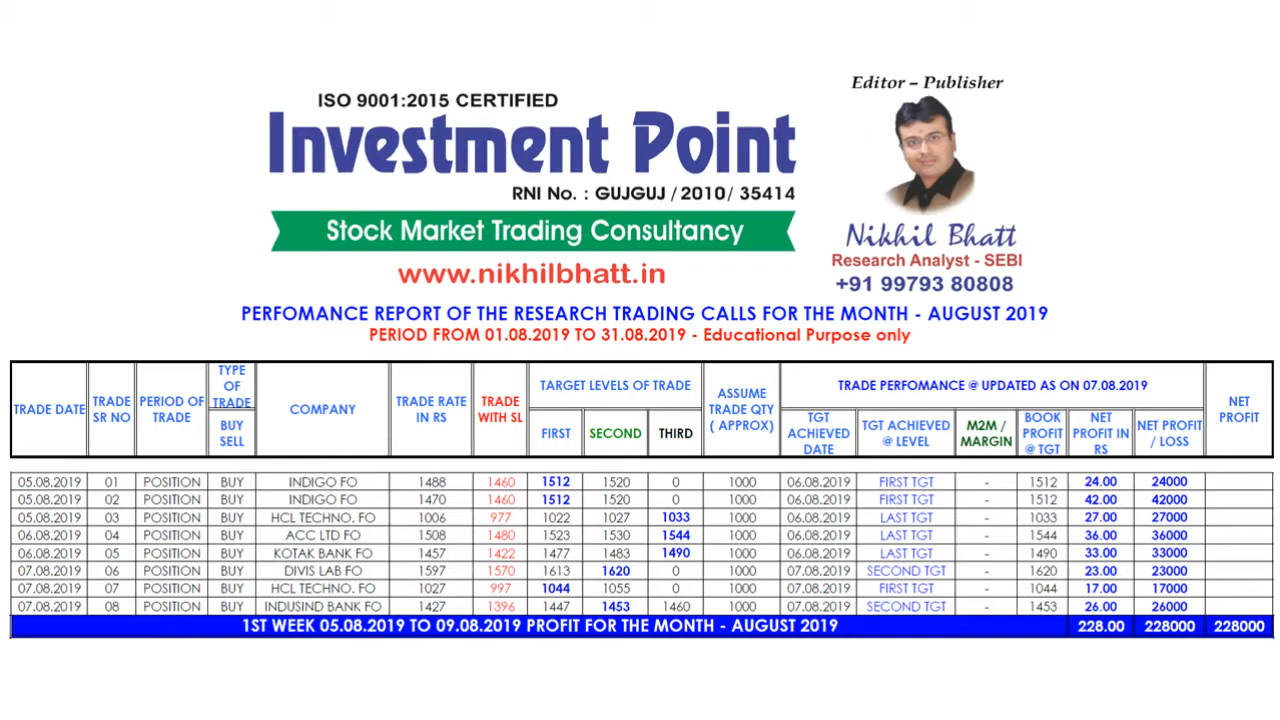 Editor – Publisher
ISO 9001:2015 CERTIFIED
Investment Point
RNI No. : GUJGUJ / 2010/ 35414
Stock Market Trading Consultancy
www.nikhilbhatt.in
Nikhil Bhatt
Research Analyst - SEBI
+91 99793 80808
PERFOMANCE REPORT OF THE RESEARCH TRADING CALLS FOR THE MONTH - AUGUST 2019
PERIOD FROM 01.08.2019 TO 31.08.2019 - Educational Purpose only
TRADE DATE
TRADE
SR NO
PERIOD OF
TRADE
TYPE
OF
TRADE
BUY
SELL
COMPANY
TRADE RATE
IN RS
TRADE
WITH SL
TARGET LEVELS OF TRADE
FIRST SECOND THIRD
ASSUME
TRADE QTY
( APPROX)
TRADE PERFOMANCE @ UPDATED AS ON 07.08.2019
TGT
ACHIEVED
DATE
TGT ACHIEVED
@ LEVEL
M2M /
MARGIN
BOOK
PROFIT
@ TGT
NET
PROFIT IN
RS
NET PROFIT
/ LOSS
NET
PROFIT
05.08.2019 01 POSITION BUY INDIGO FO 1488 1460 1512 1520 0 1000 06.08.2019 FIRST TGT - 1512 24.00 24000
05.08.2019 02 POSITION BUY INDIGO FO 1470 1460 1512 1520 0 1000 06.08.2019 FIRST TGT - 1512 42.00 42000
05.08.2019 03 POSITION BUY HCL TECHNO. FO 1006 977 1022 1027 1033 1000 06.08.2019 LAST TGT - 1033 27.00 27000
06.08.2019 04 POSITION BUY ACC LTD FO 1508 1480 1523 1530 1544 1000 06.08.2019 LAST TGT - 1544 36.00 36000
06.08.2019 05 POSITION BUY KOTAK BANK FO 1457 1422 1477 1483 1490 1000 06.08.2019 LAST TGT - 1490 33.00 33000
07.08.2019 06 POSITION BUY DIVIS LAB FO 1597 1570 1613 1620 0 1000 07.08.2019 SECOND TGT - 1620 23.00 23000
07.08.2019 07 POSITION BUY HCL TECHNO. FO 1027 997 1044 1055 0 1000 07.08.2019 FIRST TGT - 1044 17.00 17000
07.08.2019 08 POSITION BUY INDUSIND BANK FO 1427 1396 1447 1453 1460 1000 07.08.2019 SECOND TGT - 1453 26.00 26000
1ST WEEK 05.08.2019 TO 09.08.2019 PROFIT FOR THE MONTH - AUGUST 2019 228.00 228000 228000